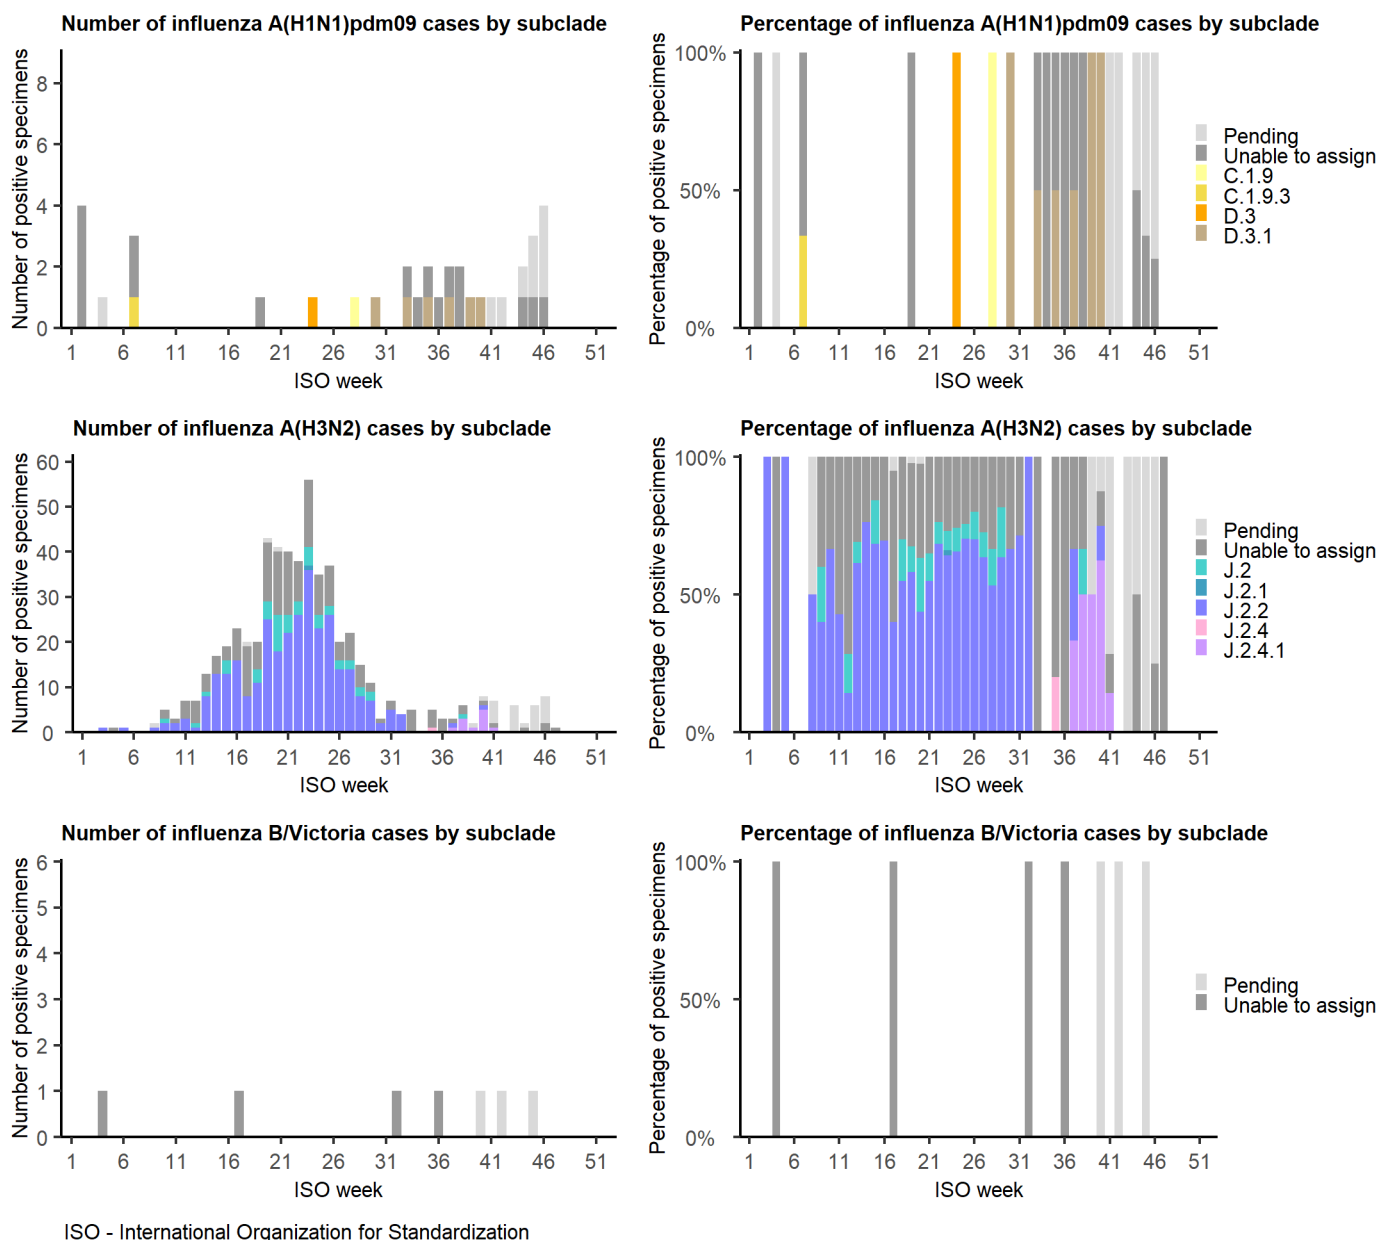 Number of influenza A(H1N1)pdm09 cases by subclade
Number of positive specimens
8
6
4
2
0
1 6 11 16 21 26 31 36 41 46 51
ISO week
Percentage of influenza A(H1N1)pdm09 cases by subclade
Percentage of positive specimens
100%
50%
0%
1 6 11 16 21 26 31 36 41 46 51
ISO week
Pending
Unable to assign
C.1.9
C.1.9.3
D.3
D.3.1
Number of influenza A(H3N2) cases by subclade
Number of positive specimens
60
50
40
30
20
10
0
1 6 11 16 21 26 31 36 41 46 51
ISO week
Percentage of influenza A(H3N2) cases by subclade
Percentage of positive specimens
100%
50%
0%
1 6 11 16 21 26 31 36 41 46 51
ISO week
Pending
Unable to assign
J.2
J.2.1
J.2.2
J.2.4
J.2.4.1
Number of influenza B/Victoria cases by subclade
Number of positive specimens
6
5
4
3
2
1
0
1 6 11 16 21 26 31 36 41 46 51
ISO week
Percentage of influenza B/Victoria cases by subclade
Percentage of positive specimens
100%
50%
0%
1 6 11 16 21 26 31 36 41 46 51
ISO week
Pending
Unable to assign
ISO - International Organization for Standardization